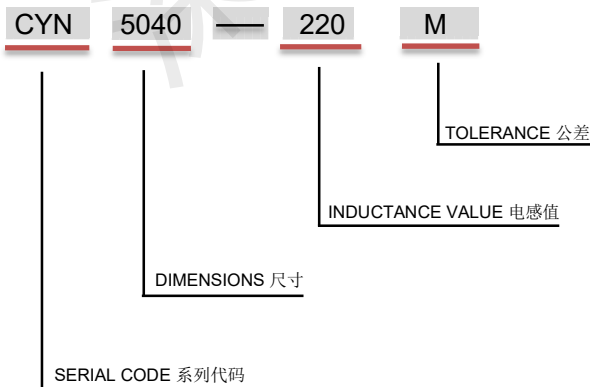 CYN 5040 — 220 M
TOLERANCE 公差
INDUCTANCE VALUE 电感值
DIMENSIONS 尺寸
SERIAL CODE 系列代码